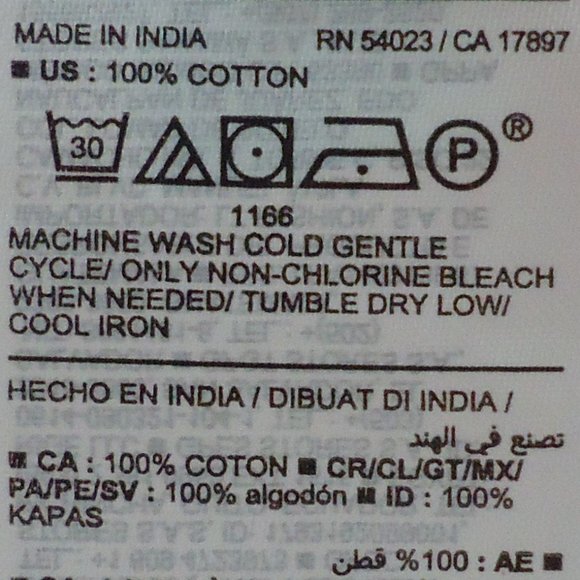 MADE IN INDIA RN 54023 / CA 17897
■ US : 100% COTTON
30 P ®
1166
MACHINE WASH COLD GENTLE
CYCLE/ ONLY NON-CHLORINE BLEACH
WHEN NEEDED/ TUMBLE DRY LOW/
COOL IRON
HECHO EN INDIA / DIBUAT DI INDIA /
تصنع في الهند
■ CA : 100% COTON ■ CR/CL/GT/MX/
PA/PE/SV : 100% algodón ■ ID : 100%
KAPAS
■ AE : 100% قطن